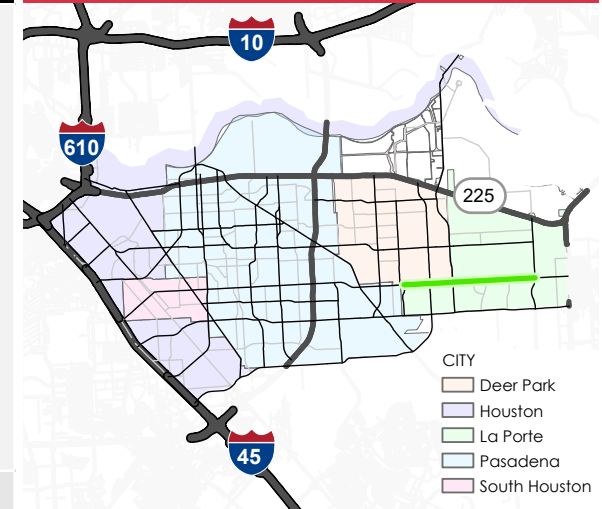 10
610
225
45
CITY
Deer Park
Houston
La Porte
Pasadena
South Houston